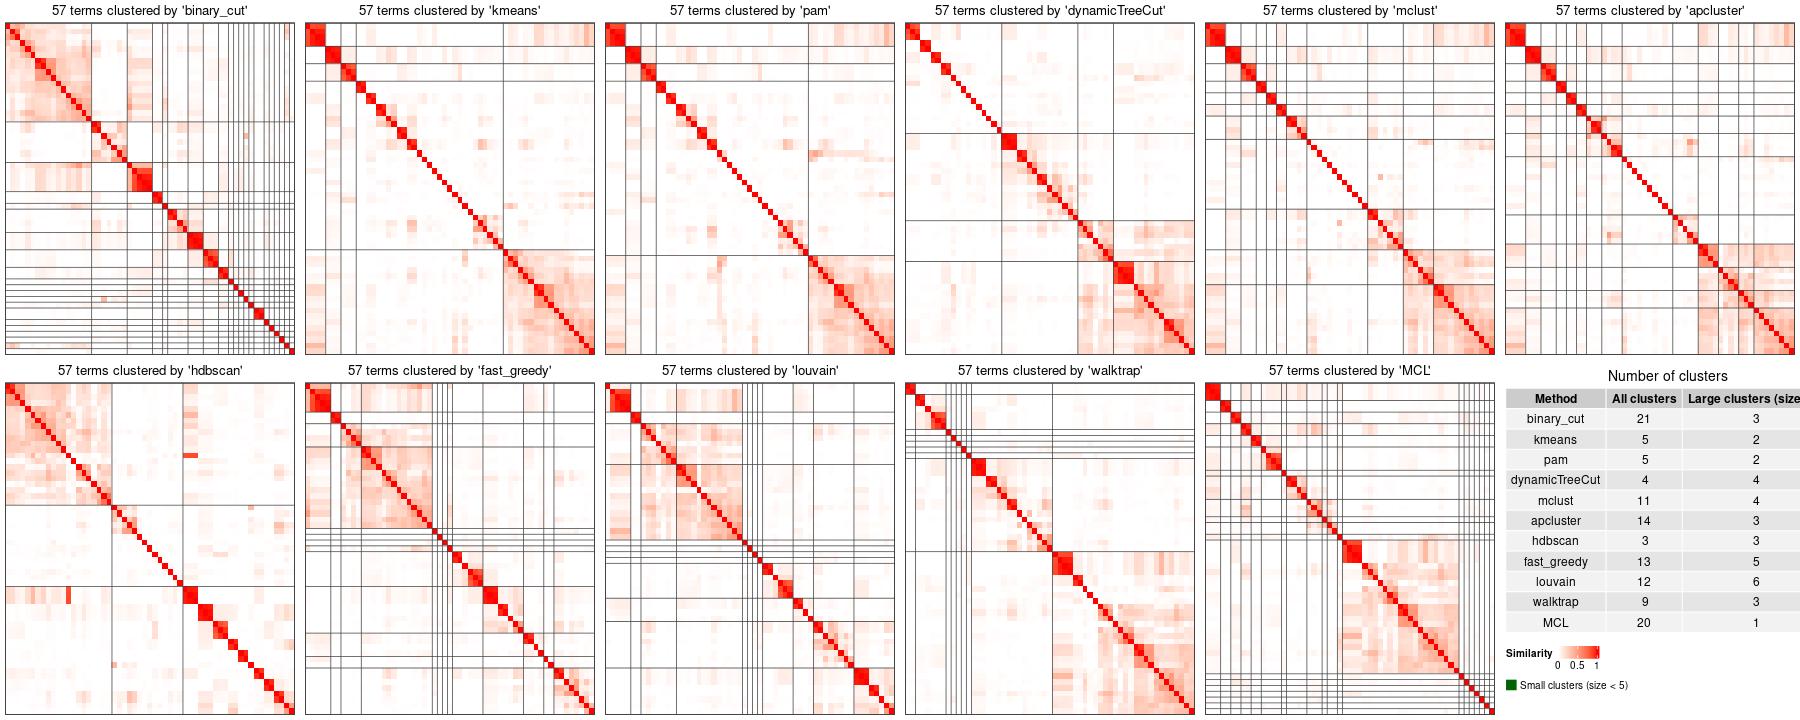 57 terms clustered by 'binary_cut'
57 terms clustered by 'kmeans'
57 terms clustered by 'pam'
57 terms clustered by 'dynamicTreeCut'
57 terms clustered by 'mclust'
57 terms clustered by 'apcluster'
57 terms clustered by 'hdbscan'
57 terms clustered by 'fast_greedy'
57 terms clustered by 'louvain'
57 terms clustered by 'walktrap'
57 terms clustered by 'MCL'
Number of clusters
Method All clusters Large clusters (size
binary_cut 21 3
kmeans 5 2
pam 5 2
dynamicTreeCut 4 4
mclust 11 4
apcluster 14 3
hdbscan 3 3
fast_greedy 13 5
louvain 12 6
walktrap 9 3
MCL 20 1
Similarity
0 0.5 1
Small clusters (size < 5)